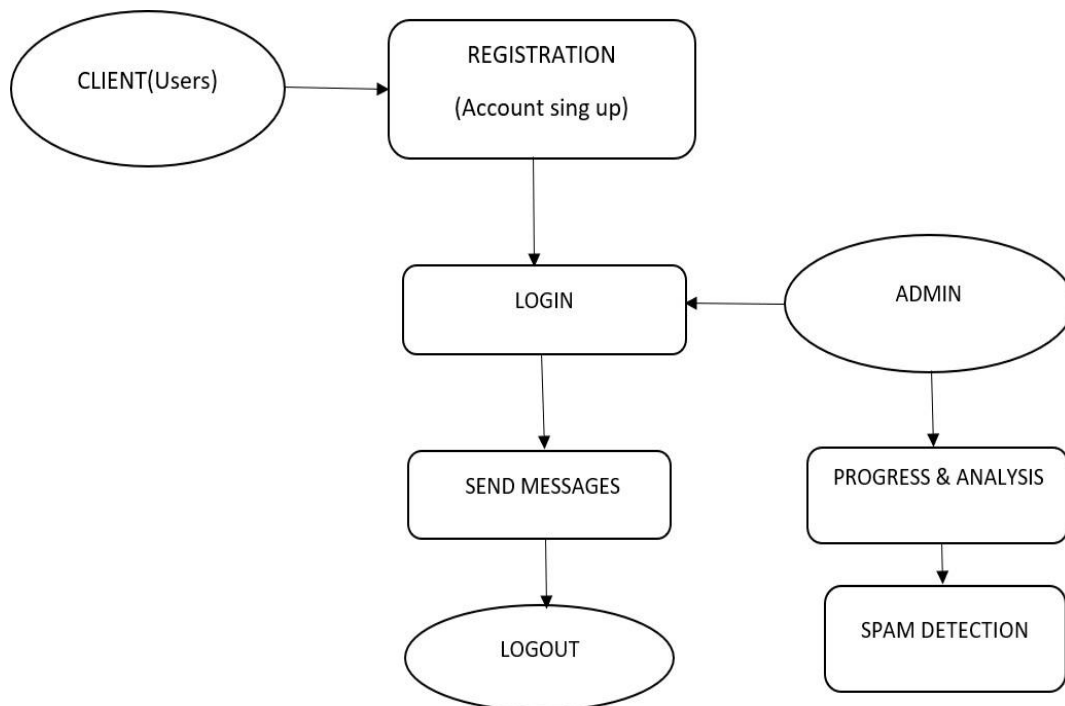 CLIENT(Users)
REGISTRATION
(Account sing up)
LOGIN
ADMIN
SEND MESSAGES
PROGRESS & ANALYSIS
LOGOUT
SPAM DETECTION